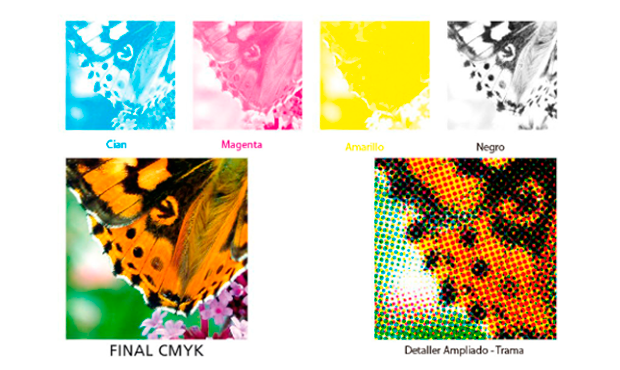 Cian
Magenta
Amarillo
Negro
FINAL CMYK
Detaller Ampliado - Trama